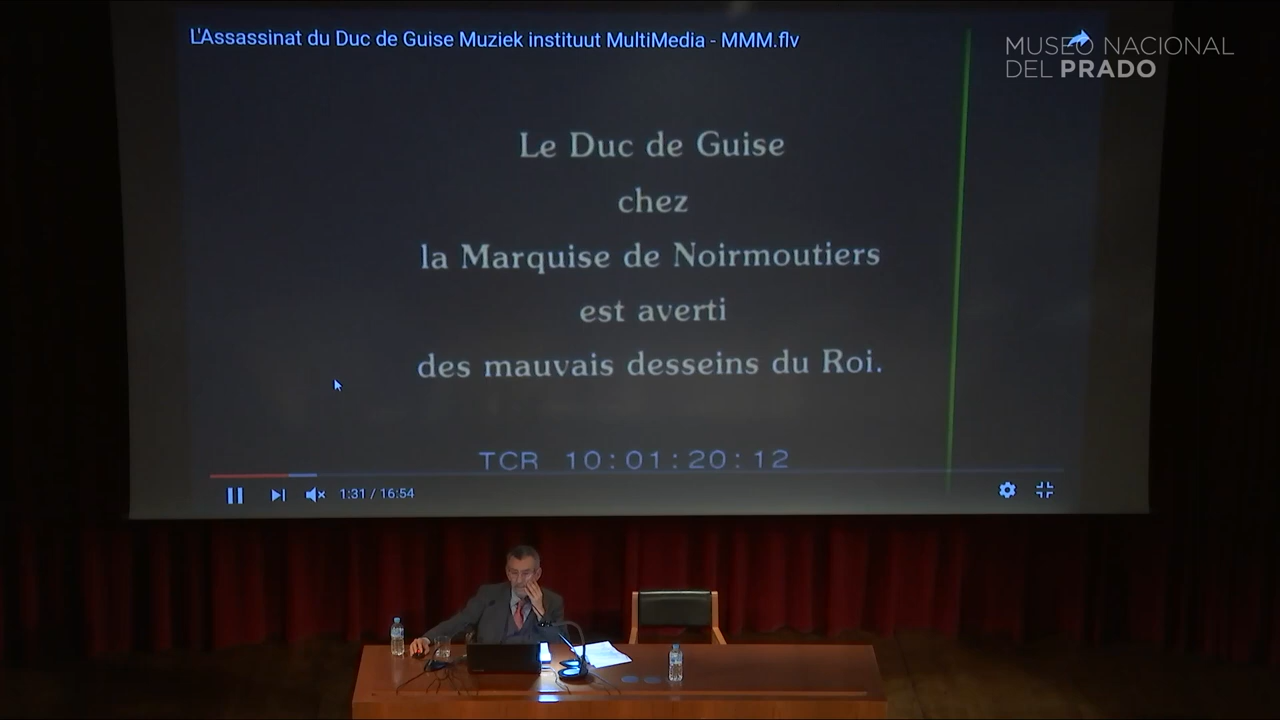 L'Assassinat du Duc de Guise Muziek instituut MultiMedia - MMM.flv
MUSEO NACIONAL
DEL PRADO
Le Duc de Guise
chez
la Marquise de Noirmoutiers
est averti
des mauvais desseins du Roi.
TCR 10:01:20:12
1:31 / 16:54